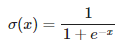 σ(x) = 1 / (1 + e^{-x})